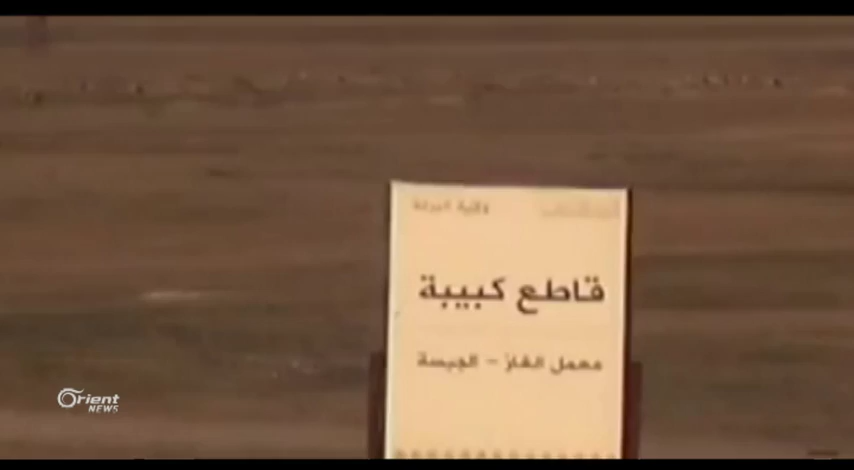 ولاية البركة
قاطع كبيبة
معمل الغاز - الجبسة
Orient
NEWS